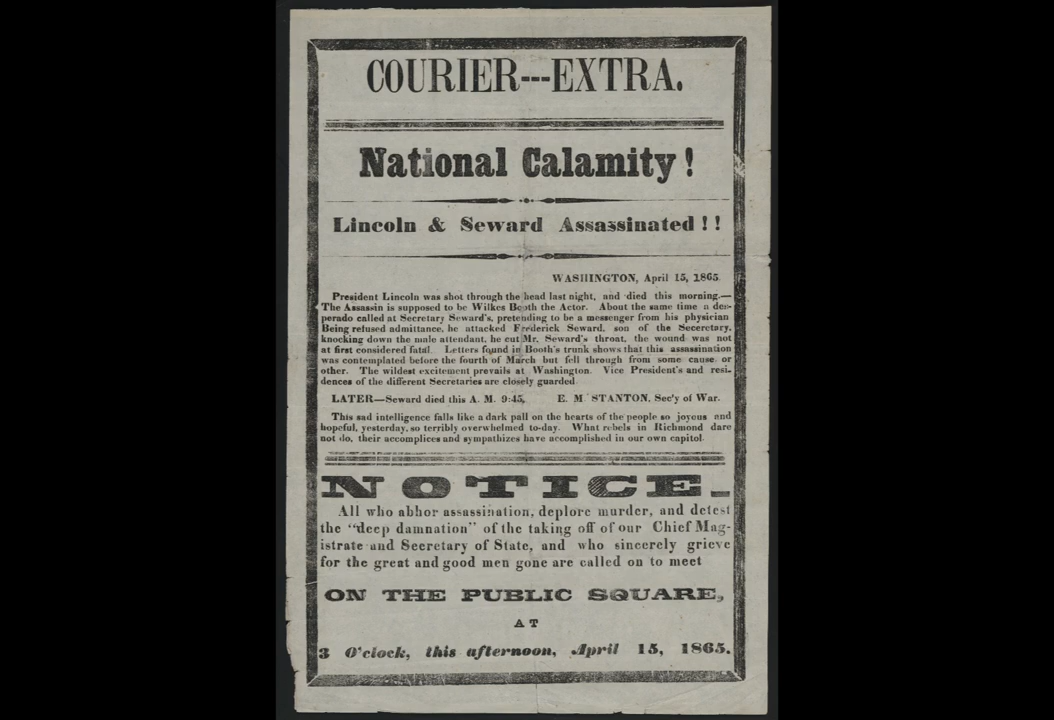 COURIER---EXTRA.
National Calamity!
Lincoln & Seward Assassinated!!
WASHINGTON, April 15, 1865.
President Lincoln was shot through the head last night, and died this morning.—
The Assassin is supposed to be Wilkes Booth the Actor. About the same time a des-
perado called at Secretary Seward's, pretending to be a messenger from his physician
Being refused admittance, he attacked Frederick Seward, son of the Seceretary,
knocking down the male attendant, he cut Mr. Seward's throat, the wound was not
at first considered fatal. Letters found in Booth's trunk shows that this assassination
was contemplated before the fourth of March but fell through from some cause or
other. The wildest excitement prevails at Washington. Vice President's and resi-
dences of the different Secretaries are closely guarded
LATER—Seward died this A. M. 9:45, E. M. STANTON, Sec'y of War.
This sad intelligence falls like a dark pall on the hearts of the people so joyous and
hopeful, yesterday, so terribly overwhelmed to-day. What rebels in Richmond dare
not do, their accomplices and sympathizes have accomplished in our own capitol.
NOTICE.
All who abhor assassination, deplore murder, and detest
the "deep damnation" of the taking off of our Chief Mag-
istrate and Secretary of State, and who sincerely grieve
for the great and good men gone are called on to meet
ON THE PUBLIC SQUARE,
AT
3 O'clock, this afternoon, April 15, 1865.